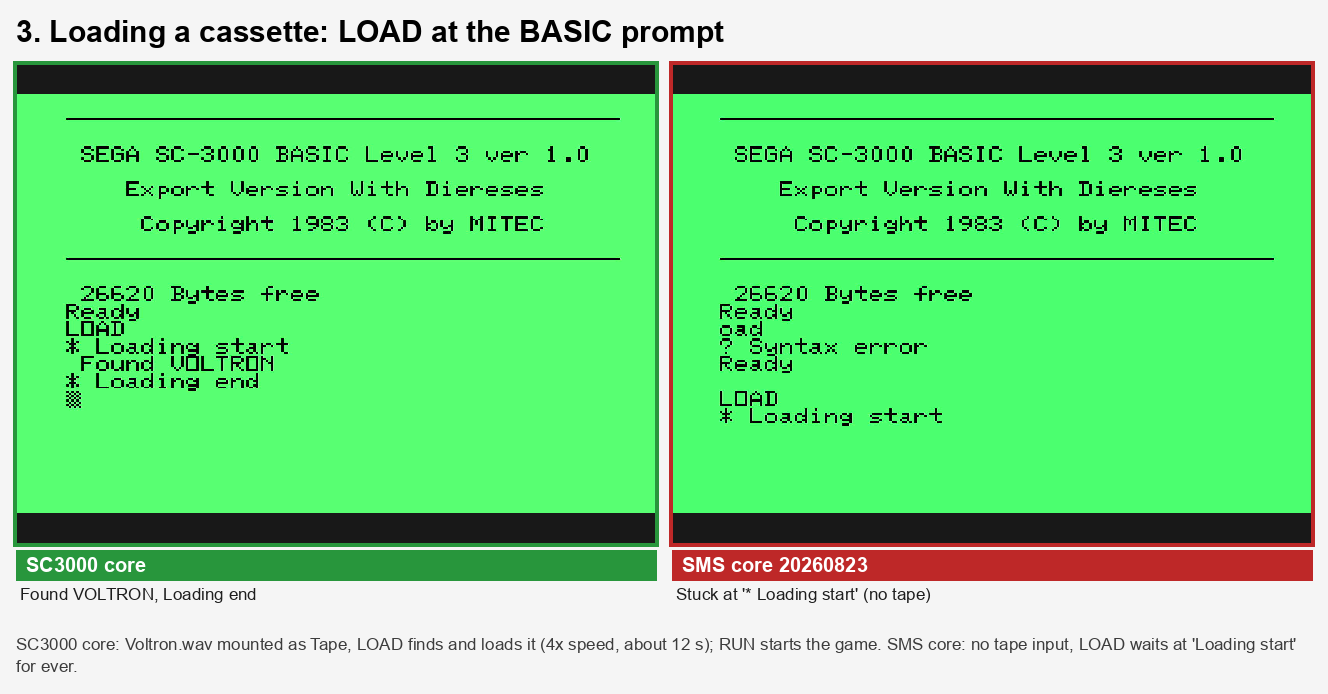 3. Loading a cassette: LOAD at the BASIC prompt
SEGA SC-3000 BASIC Level 3 ver 1.0
Export Version With Diereses
Copyright 1983 (C) by MITEC
26620 Bytes free
Ready
LOAD
* Loading start
Found VOLTRON
* Loading end
SEGA SC-3000 BASIC Level 3 ver 1.0
Export Version With Diereses
Copyright 1983 (C) by MITEC
26620 Bytes free
Ready
oad
? Syntax error
Ready
LOAD
* Loading start
SC3000 core
Found VOLTRON, Loading end
SMS core 20260823
Stuck at '* Loading start' (no tape)
SC3000 core: Voltron.wav mounted as Tape, LOAD finds and loads it (4x speed, about 12 s); RUN starts the game. SMS core: no tape input, LOAD waits at 'Loading start'
for ever.